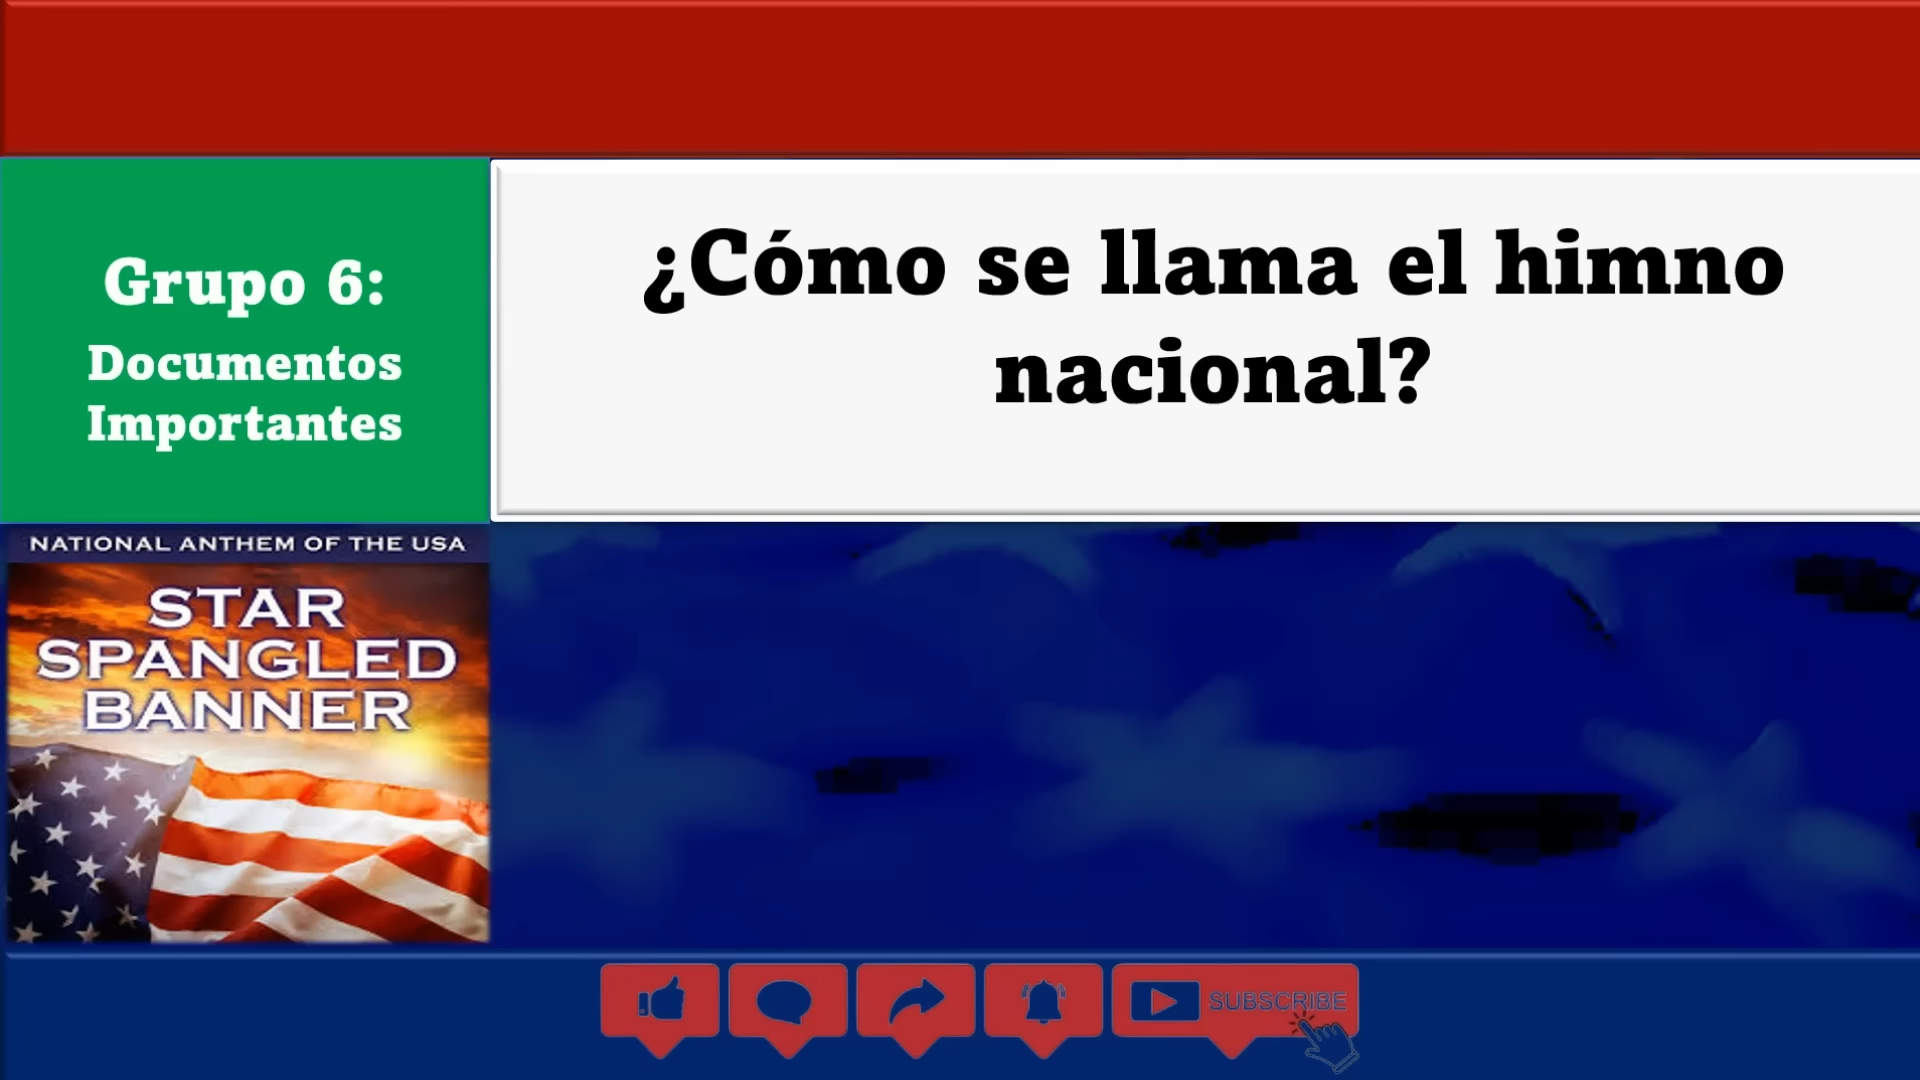 Grupo 6:
Documentos
Importantes
¿Cómo se llama el himno
nacional?
NATIONAL ANTHEM OF THE USA
STAR
SPANGLED
BANNER
SUBSCRIBE